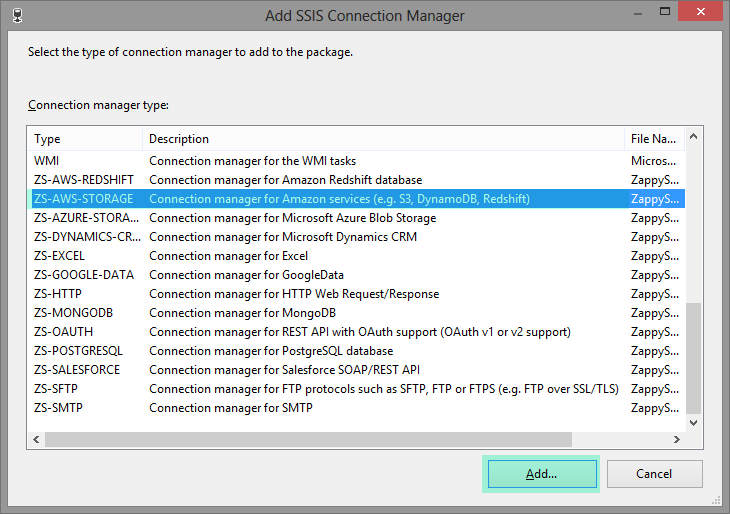 Add SSIS Connection Manager
Select the type of connection manager to add to the package.
Connection manager type:
Type Description File Na...
WMI Connection manager for the WMI tasks Micros...
ZS-AWS-REDSHIFT Connection manager for Amazon Redshift database ZappyS...
ZS-AWS-STORAGE Connection manager for Amazon services (e.g. S3, DynamoDB, Redshift) ZappyS...
ZS-AZURE-STORA... Connection manager for Microsoft Azure Blob Storage ZappyS...
ZS-DYNAMICS-CR... Connection manager for Microsoft Dynamics CRM ZappyS...
ZS-EXCEL Connection manager for Excel ZappyS...
ZS-GOOGLE-DATA Connection manager for GoogleData ZappyS...
ZS-HTTP Connection manager for HTTP Web Request/Response ZappyS...
ZS-MONGODB Connection manager for MongoDB ZappyS...
ZS-OAUTH Connection manager for REST API with OAuth support (OAuth v1 or v2 support) ZappyS...
ZS-POSTGRESQL Connection manager for PostgreSQL database ZappyS...
ZS-SALESFORCE Connection manager for Salesforce SOAP/REST API ZappyS...
ZS-SFTP Connection manager for FTP protocols such as SFTP, FTP or FTPS (e.g. FTP over SSL/TLS) ZappyS...
ZS-SMTP Connection manager for SMTP ZappyS...
Add... Cancel